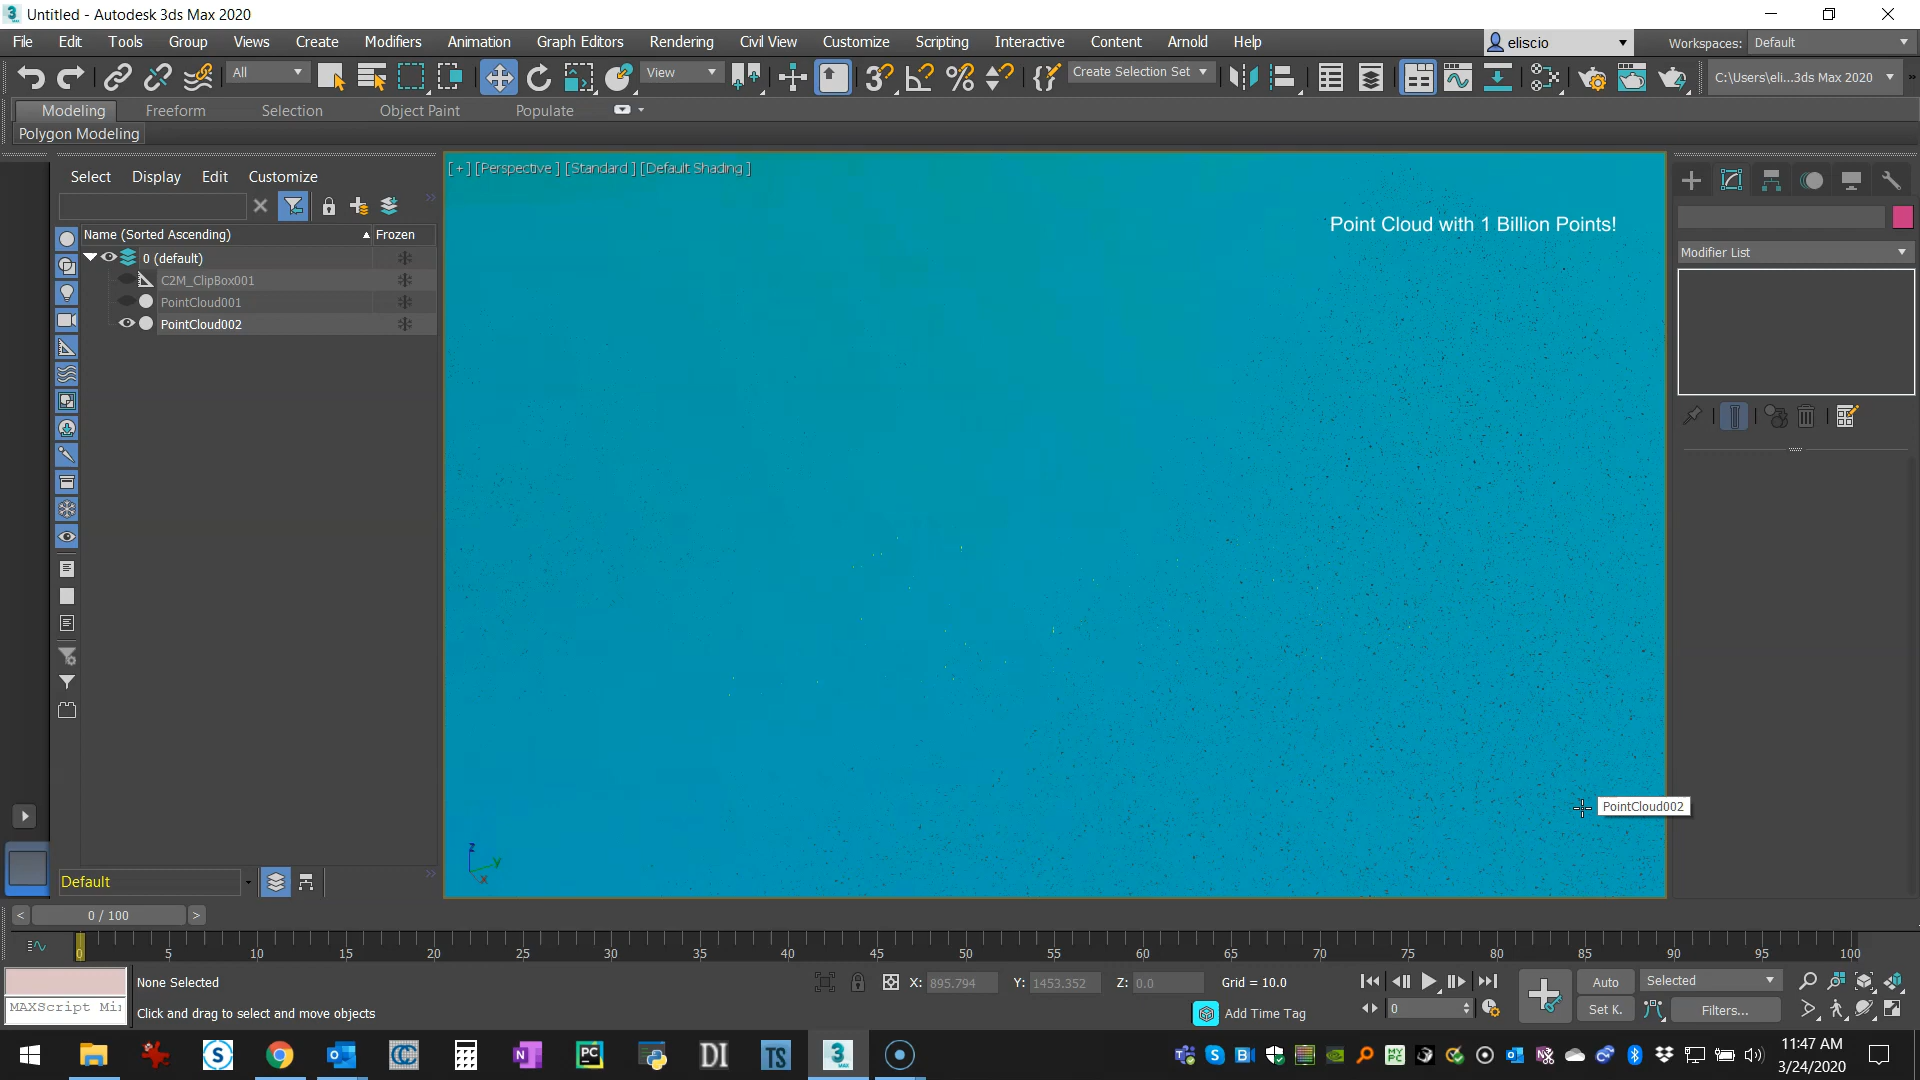 Untitled - Autodesk 3ds Max 2020
File Edit Tools Group Views Create Modifiers Animation Graph Editors Rendering Civil View Customize Scripting Interactive Content Arnold Help
eliscio
Workspaces: Default
All
View
Create Selection Set
C:\Users\eli...3ds Max 2020
Modeling Freeform Selection Object Paint Populate
Polygon Modeling
Select Display Edit Customize
[ + ] [Perspective ] [Standard ] [Default Shading ]
Point Cloud with 1 Billion Points!
Name (Sorted Ascending) Frozen
0 (default)
C2M_ClipBox001
PointCloud001
PointCloud002
Modifier List
PointCloud002
z
y
x
Default
< 0 / 100 >
0 5 10 15 20 25 30 35 40 45 50 55 60 65 70 75 80 85 90 95 100
None Selected
X: 895.794 Y: 1453.352 Z: 0.0 Grid = 10.0
Auto Selected
MAXScript Mi
Click and drag to select and move objects
Add Time Tag
0
Set K. Filters...
11:47 AM
3/24/2020